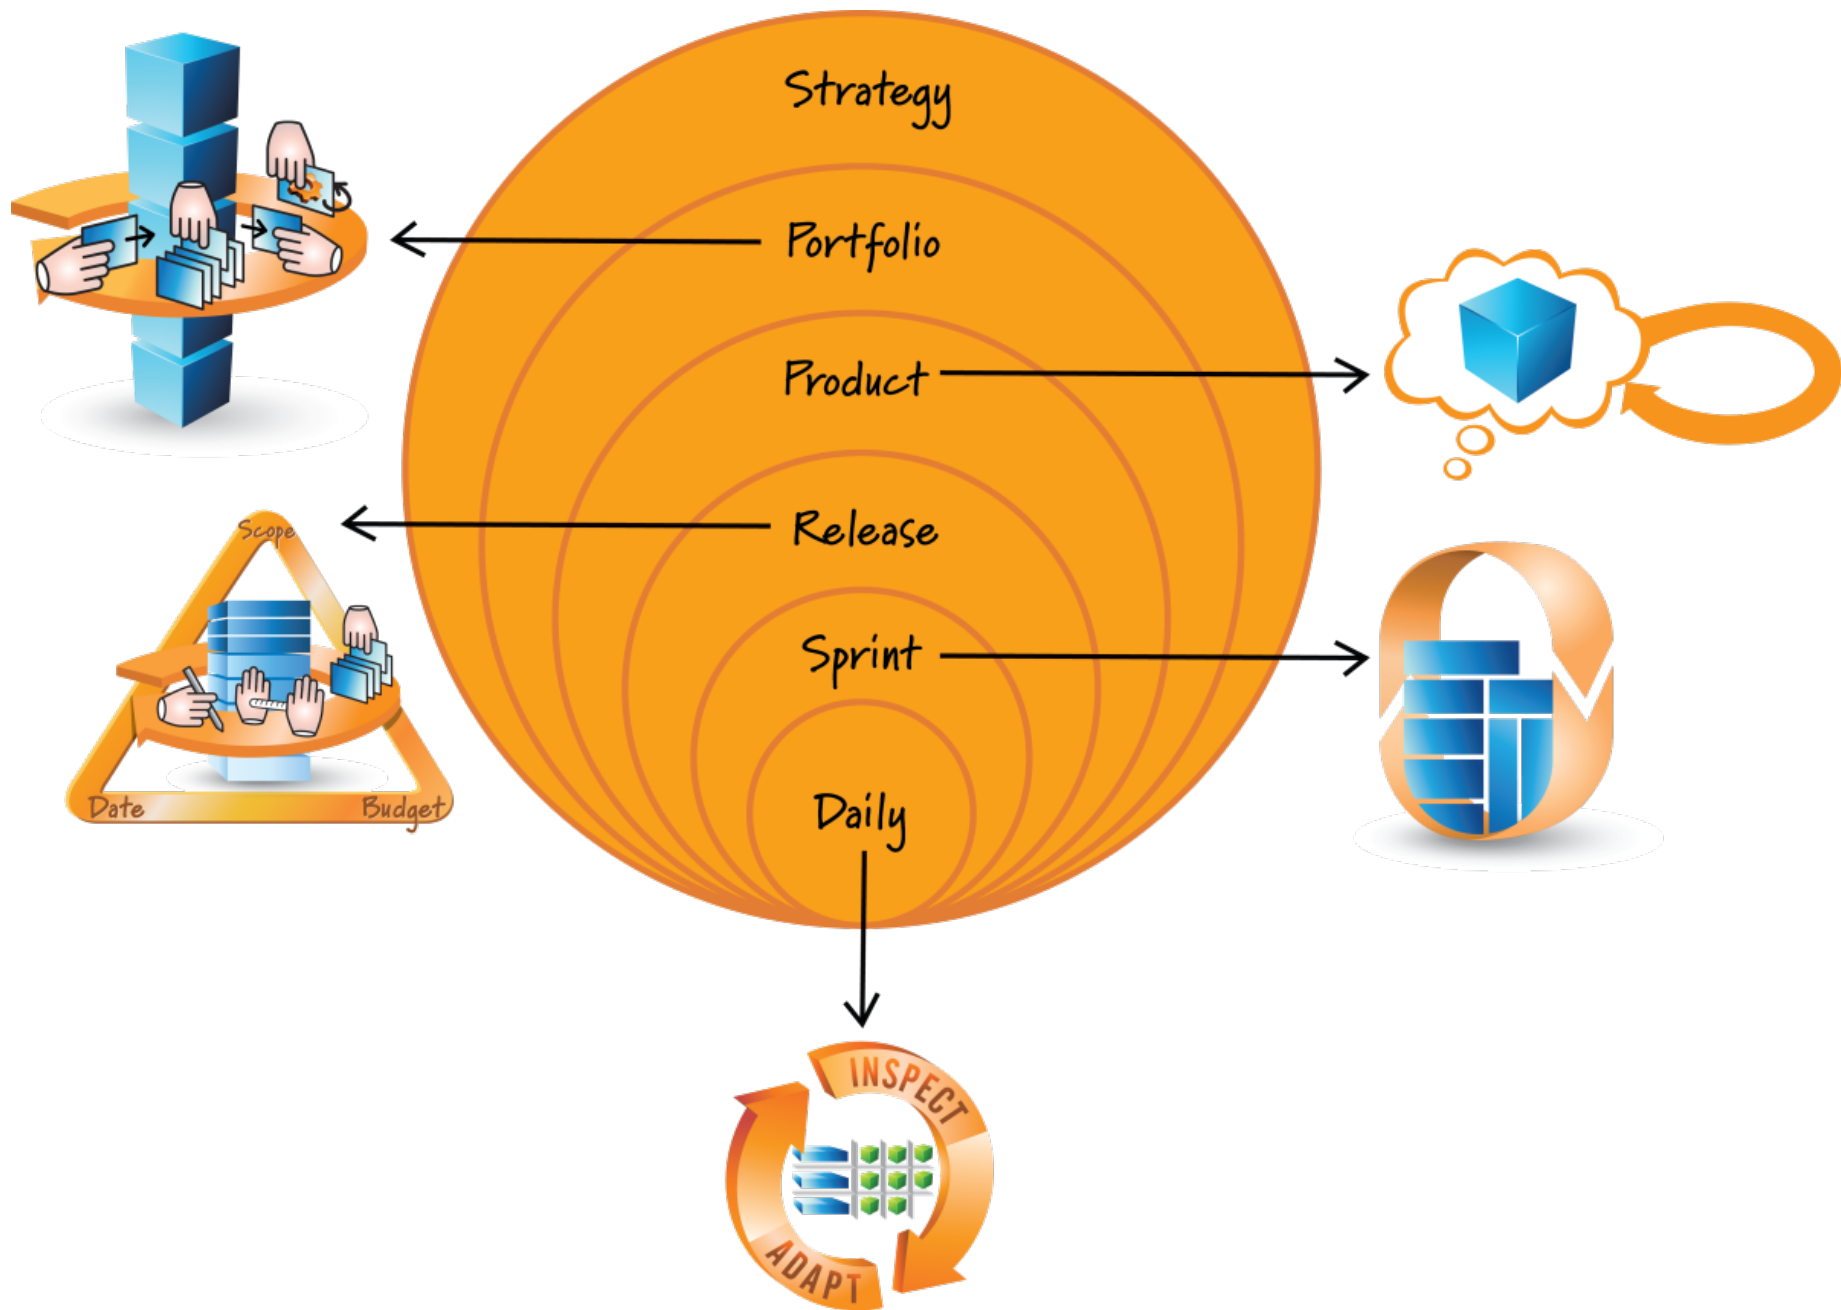 Strategy
Portfolio
Product
Release
Scope
Sprint
Date
Budget
Daily
INSPECT
ADAPT